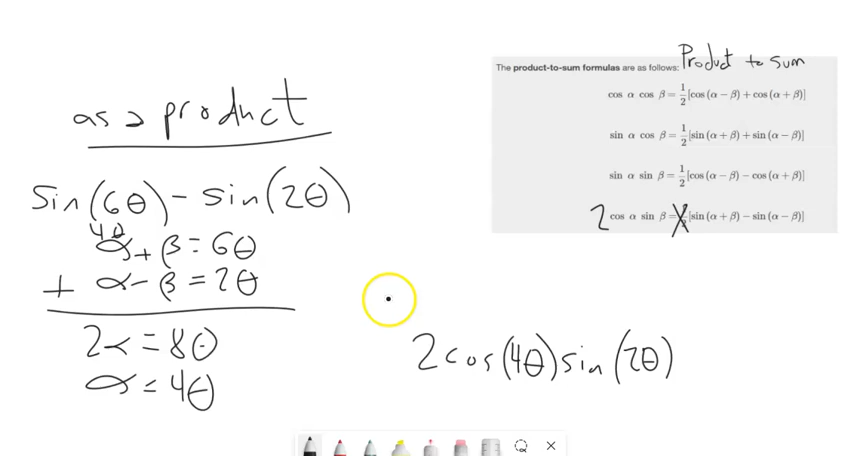 The product-to-sum formulas are as follows: Product to sum
cos α cos β = 1/2[cos (α − β) + cos (α + β)]
sin α cos β = 1/2[sin (α + β) + sin (α − β)]
sin α sin β = 1/2[cos (α − β) − cos (α + β)]
2 cos α sin β = [sin (α + β) − sin (α − β)]
as a product
sin(6θ) − sin(2θ)
4θ
α + β = 6θ
+ α − β = 2θ
2α = 8θ
α = 4θ
2cos(4θ)sin(2θ)